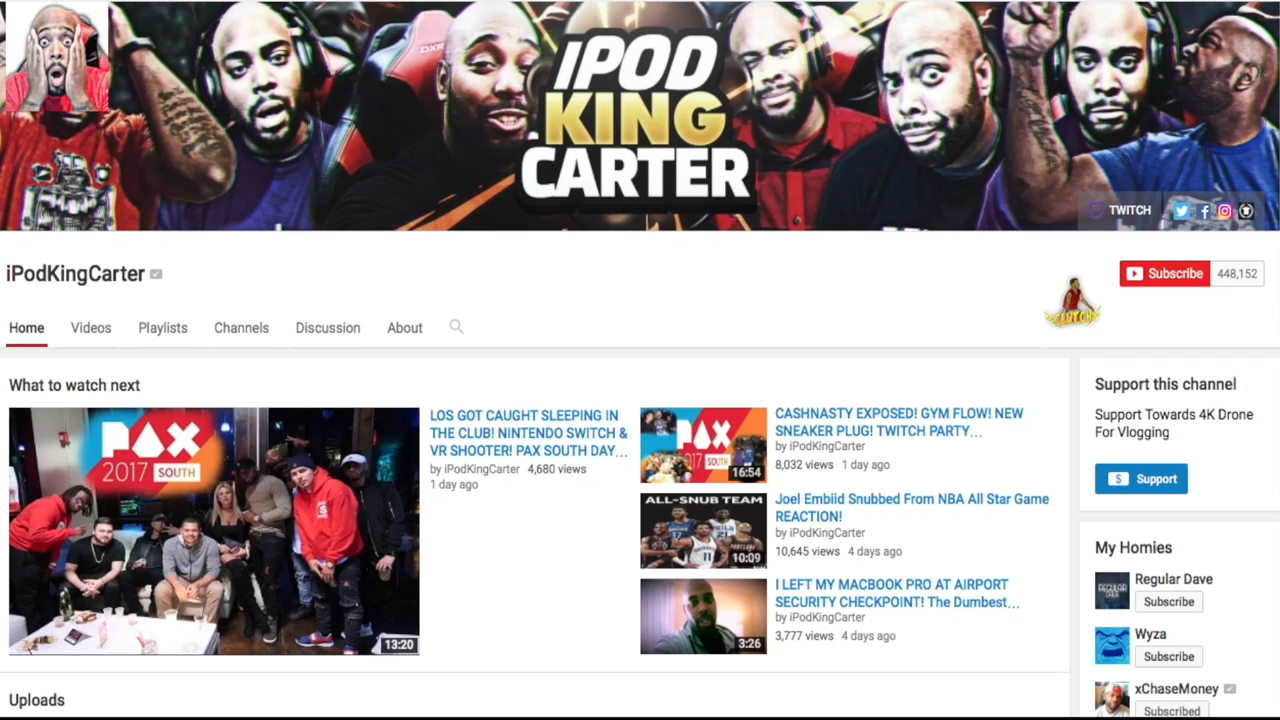 DXR
iPOD
KING
CARTER
TWITCH
iPodKingCarter
Subscribe 448,152
Home Videos Playlists Channels Discussion About
What to watch next
PAX
2017 SOUTH
13:20
LOS GOT CAUGHT SLEEPING IN
THE CLUB! NINTENDO SWITCH &
VR SHOOTER! PAX SOUTH DAY...
by iPodKingCarter 4,680 views
1 day ago
PAX
2017 SOUTH
16:54
CASHNASTY EXPOSED! GYM FLOW! NEW
SNEAKER PLUG! TWITCH PARTY...
by iPodKingCarter
8,032 views 1 day ago
ALL-SNUB TEAM
10:09
Joel Embiid Snubbed From NBA All Star Game
REACTION!
by iPodKingCarter
10,645 views 4 days ago
3:26
I LEFT MY MACBOOK PRO AT AIRPORT
SECURITY CHECKPOINT! The Dumbest...
by iPodKingCarter
3,777 views 4 days ago
Uploads
Support this channel
Support Towards 4K Drone
For Vlogging
$ Support
My Homies
Regular Dave
Subscribe
Wyza
Subscribe
xChaseMoney
Subscribed